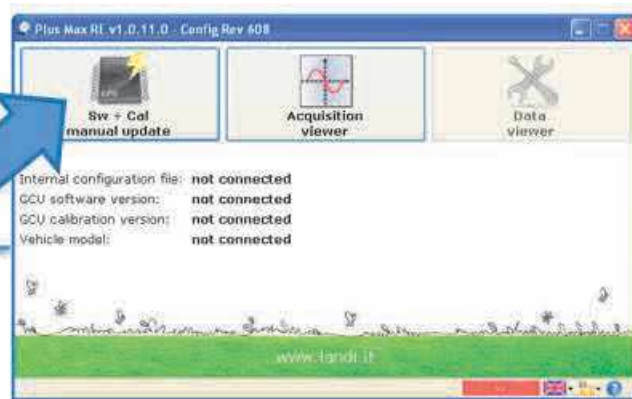 Plus Max RE v1.0.11.0 - Config Rev 608
Sw + Cal
manual update
Acquisition
viewer
Data
viewer
Internal configuration file: not connected
GCU software version: not connected
GCU calibration version: not connected
Vehicle model: not connected
www.landi.it